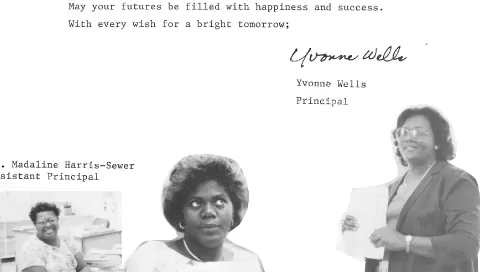 May your futures be filled with happiness and success.
With every wish for a bright tomorrow;
Yvonne Wells
Yvonne Wells
Principal
. Madaline Harris-Sewer
sistant Principal